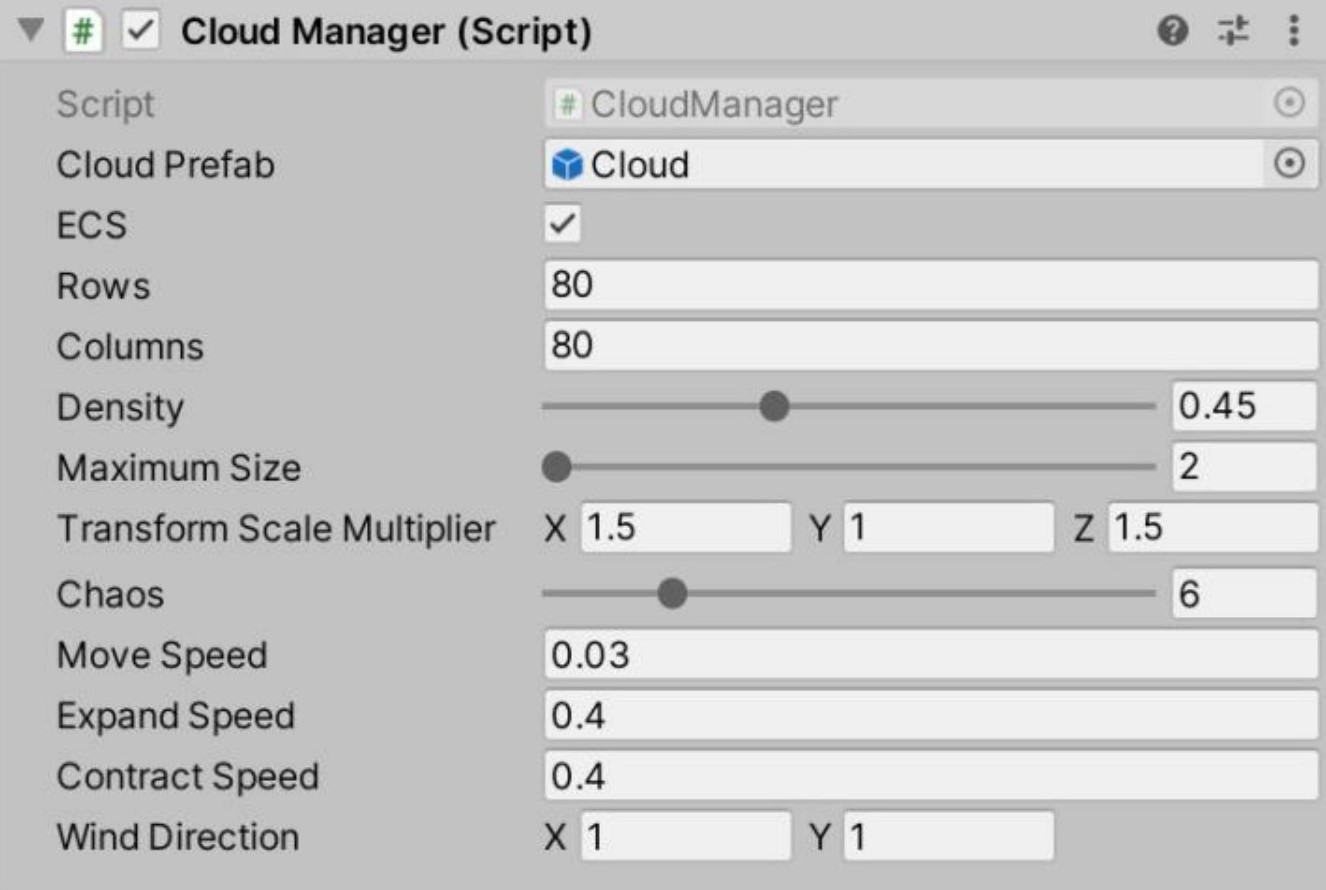 # Cloud Manager (Script) ?
Script # CloudManager
Cloud Prefab Cloud
ECS
Rows 80
Columns 80
Density 0.45
Maximum Size 2
Transform Scale Multiplier X 1.5 Y 1 Z 1.5
Chaos 6
Move Speed 0.03
Expand Speed 0.4
Contract Speed 0.4
Wind Direction X 1 Y 1